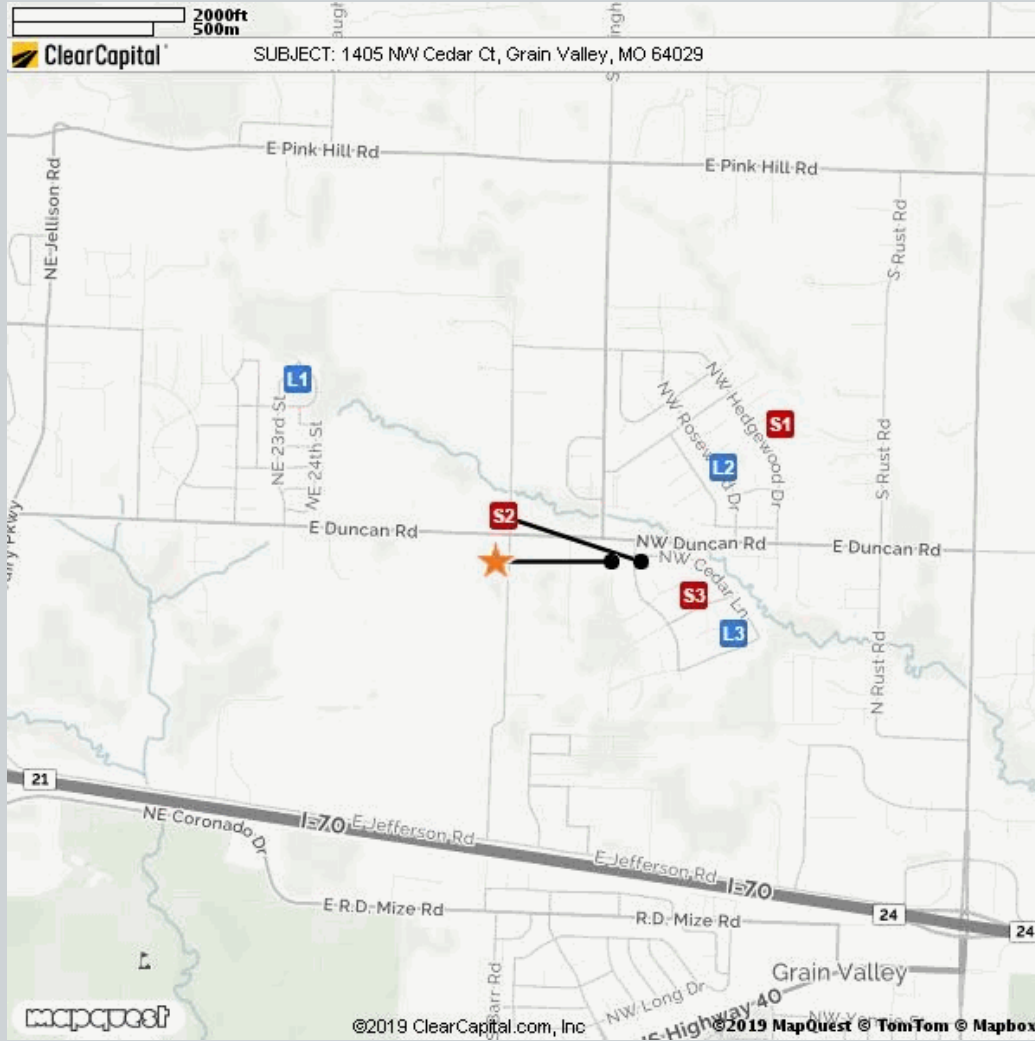 2000ft
500m
ClearCapital
SUBJECT: 1405 NW Cedar Ct, Grain Valley, MO 64029
E Pink Hill Rd
E Pink Hill Rd
NE Jellison Rd
S Rust Rd
L1
NW Hedgewood Dr
S1
NE 23rd St
NE 24th St
L2
S Rust Rd
S2
E Duncan Rd
NW Duncan Rd
E Duncan Rd
NW Cedar Ln
S3
L3
N Rust Rd
21
NE Coronado Dr
I-70
E Jefferson Rd
E Jefferson Rd
I-70
24
24
E R.D. Mize Rd
R.D. Mize Rd
Grain Valley
Barr Rd
NW Long Dr
US Highway 40
mapquest
©2019 ClearCapital.com, Inc
©2019 MapQuest © TomTom © Mapbox